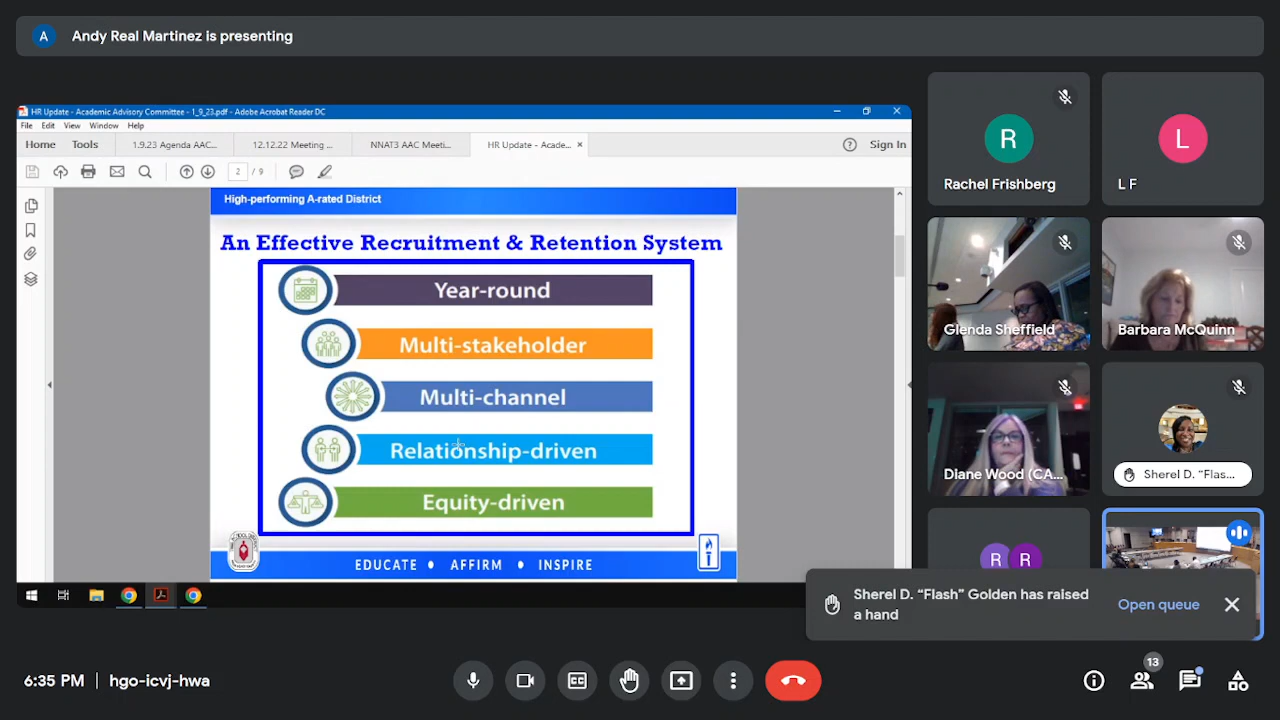 A
Andy Real Martinez is presenting
HR Update - Academic Advisory Committee - 1_9_23.pdf - Adobe Acrobat Reader DC
File Edit View Window Help
Home Tools 1.9.23 Agenda AAC... 12.12.22 Meeting ... NNAT3 AAC Meeti... HR Update - Acade... × Sign In
2 / 9
High-performing A-rated District
An Effective Recruitment & Retention System
Year-round
Multi-stakeholder
Multi-channel
Relationship-driven
Equity-driven
EDUCATE • AFFIRM • INSPIRE
R
Rachel Frishberg
L
L F
Glenda Sheffield
Barbara McQuinn
Diane Wood (CA...
Sherel D. “Flas...
R R
Sherel D. “Flash” Golden has raised
a hand
Open queue
6:35 PM | hgo-icvj-hwa
13